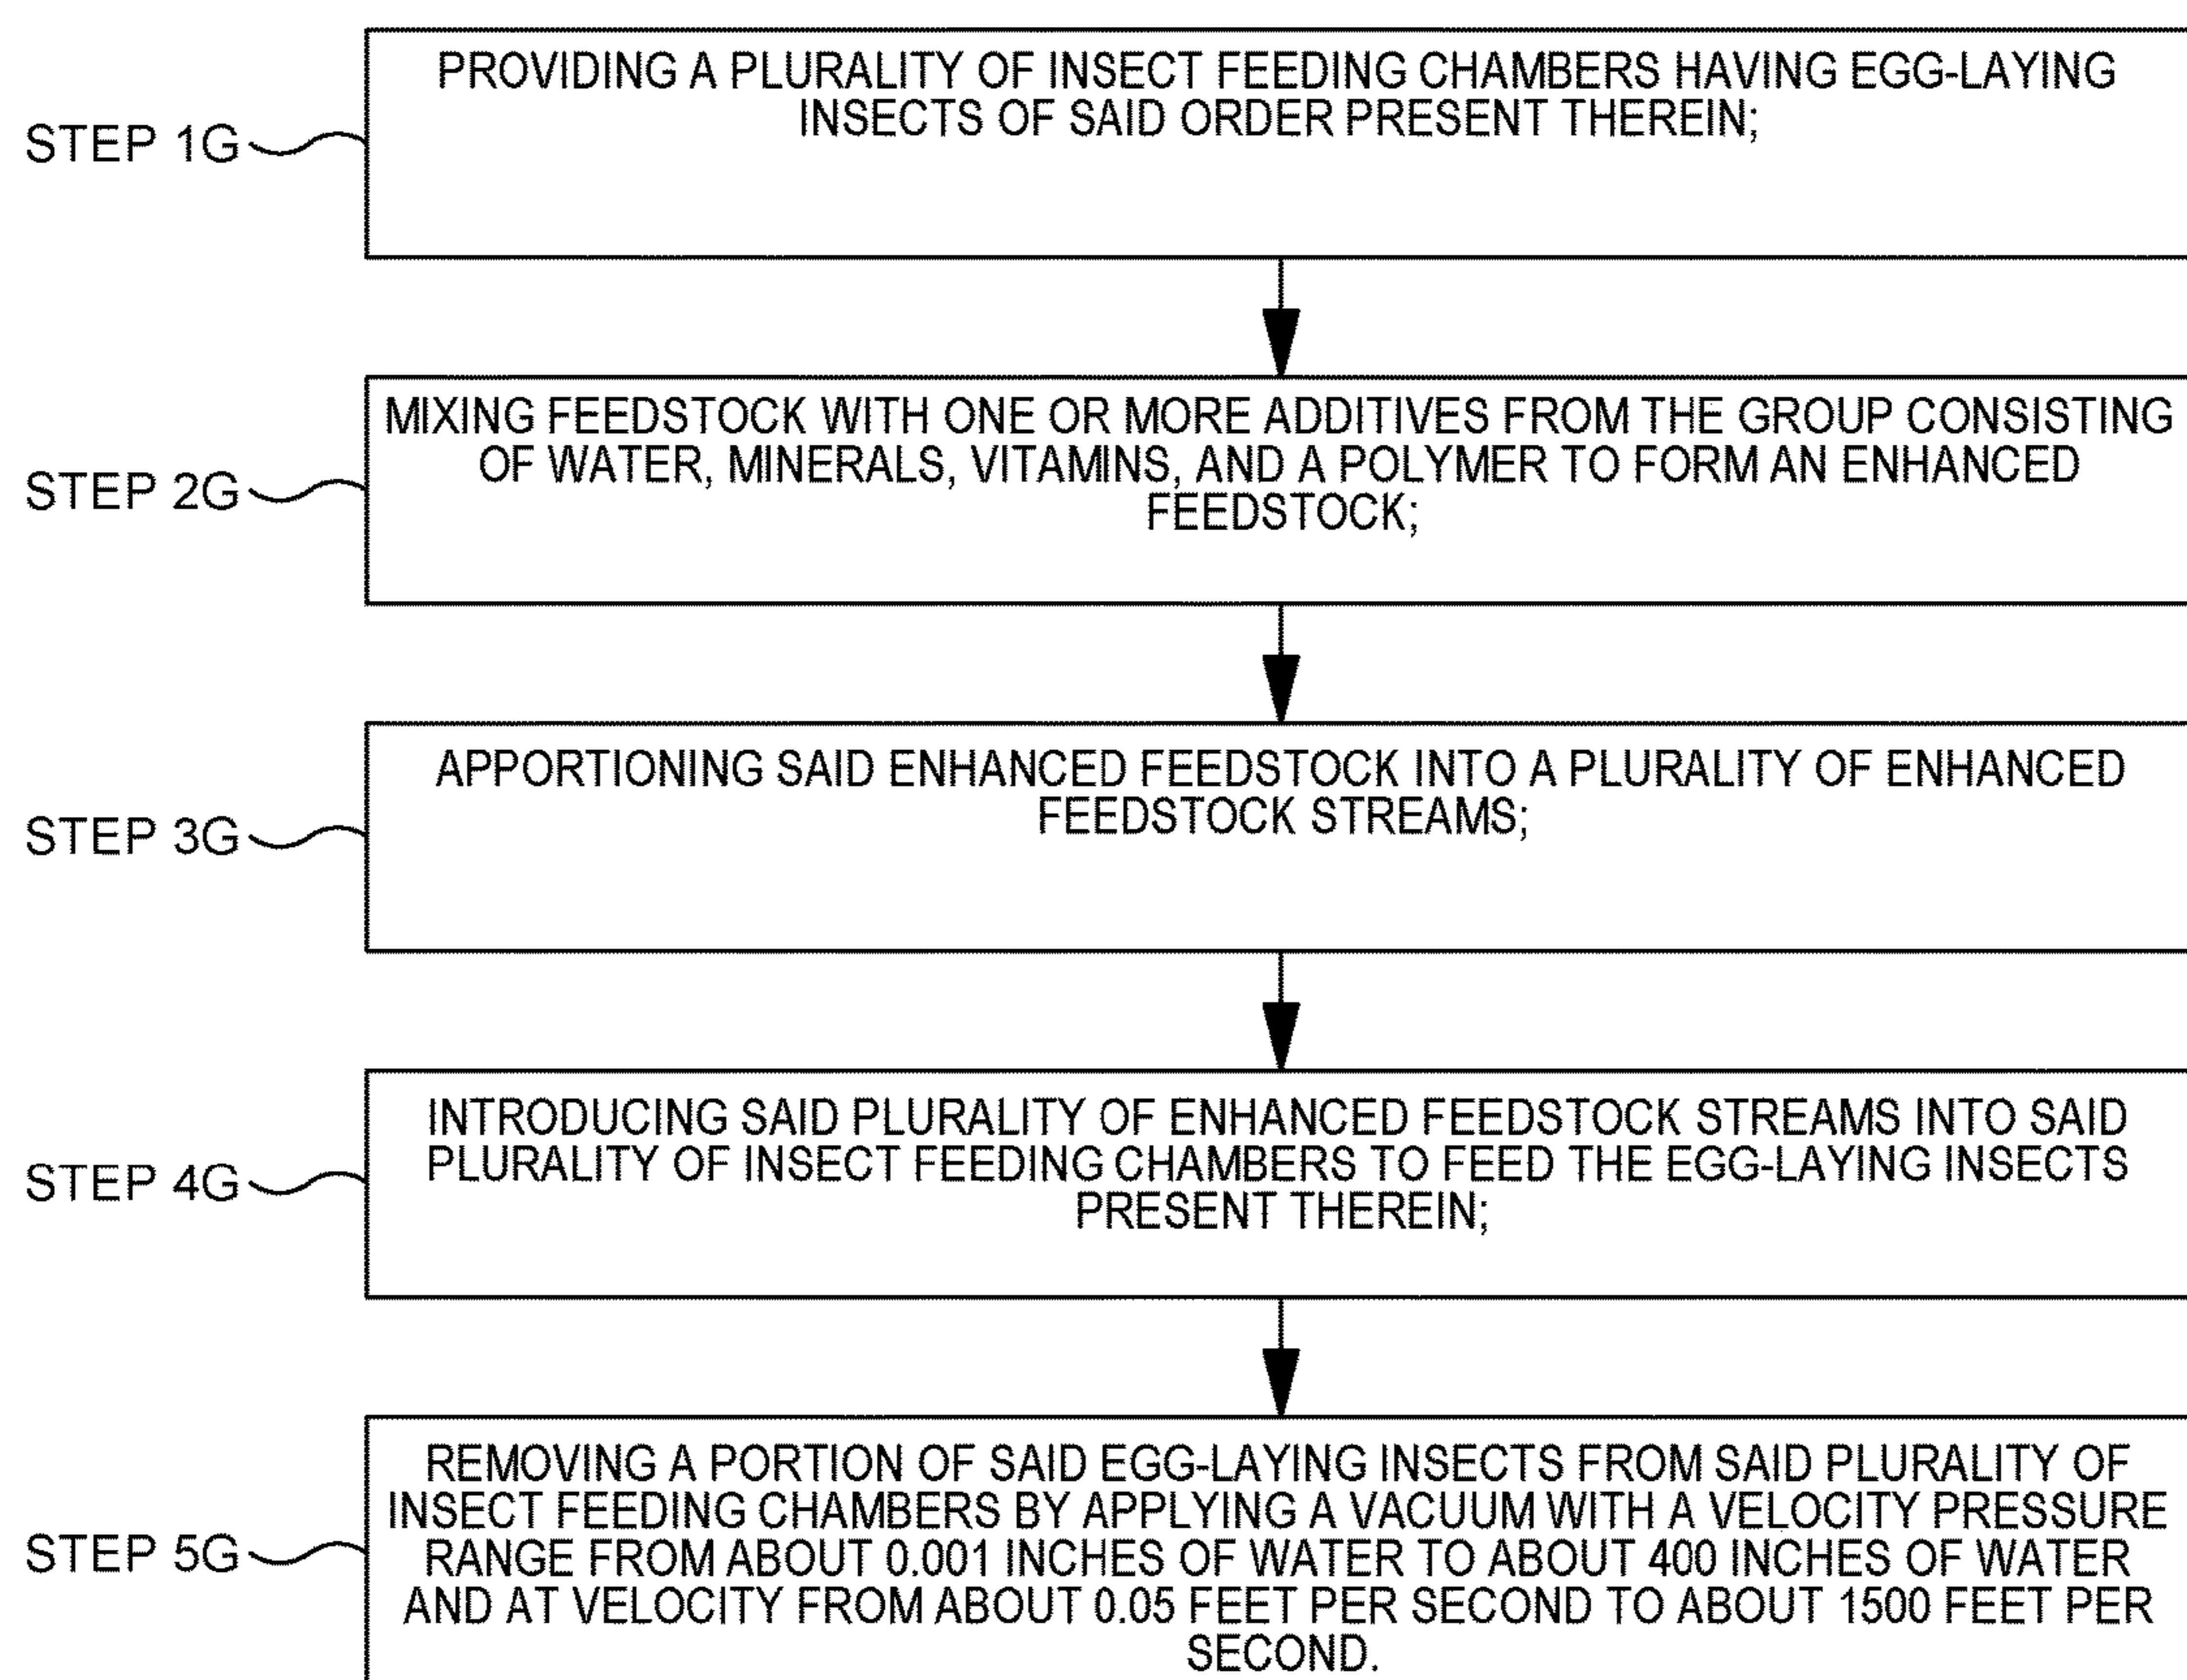 PROVIDING A PLURALITY OF INSECT FEEDING CHAMBERS HAVING EGG-LAYING
INSECTS OF SAID ORDER PRESENT THEREIN;
STEP 1G
MIXING FEEDSTOCK WITH ONE OR MORE ADDITIVES FROM THE GROUP CONSISTING
OF WATER, MINERALS, VITAMINS, AND A POLYMER TO FORM AN ENHANCED
FEEDSTOCK;
STEP 2G
APPORTIONING SAID ENHANCED FEEDSTOCK INTO A PLURALITY OF ENHANCED
FEEDSTOCK STREAMS;
STEP 3G
INTRODUCING SAID PLURALITY OF ENHANCED FEEDSTOCK STREAMS INTO SAID
PLURALITY OF INSECT FEEDING CHAMBERS TO FEED THE EGG-LAYING INSECTS
PRESENT THEREIN;
STEP 4G
REMOVING A PORTION OF SAID EGG-LAYING INSECTS FROM SAID PLURALITY OF
INSECT FEEDING CHAMBERS BY APPLYING A VACUUM WITH A VELOCITY PRESSURE
RANGE FROM ABOUT 0.001 INCHES OF WATER TO ABOUT 400 INCHES OF WATER
AND AT VELOCITY FROM ABOUT 0.05 FEET PER SECOND TO ABOUT 1500 FEET PER
SECOND.
STEP 5G